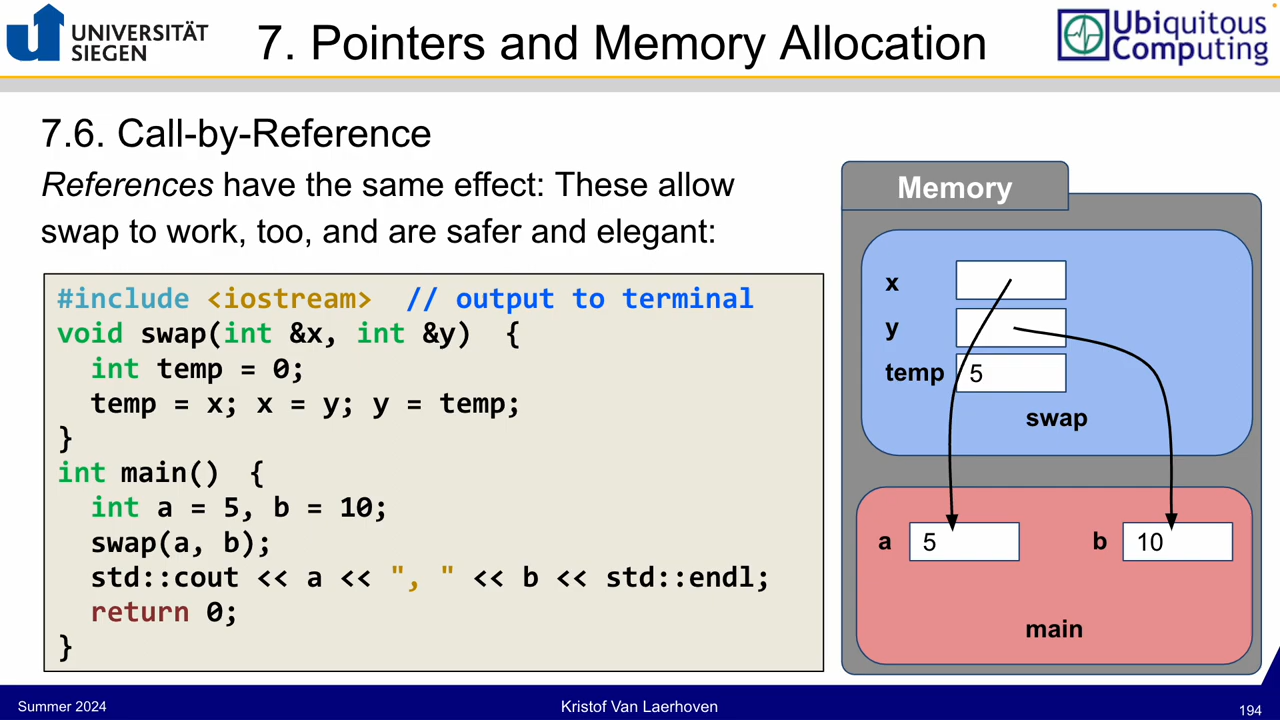 UNIVERSITÄT
SIEGEN
7. Pointers and Memory Allocation
Ubiquitous
Computing
7.6. Call-by-Reference
References have the same effect: These allow
swap to work, too, and are safer and elegant:
#include <iostream>  // output to terminal
void swap(int &x, int &y)  {
  int temp = 0;
  temp = x; x = y; y = temp;
}
int main()  {
  int a = 5, b = 10;
  swap(a, b);
  std::cout << a << ", " << b << std::endl;
  return 0;
}
Memory
x
y
temp 5
swap
a 5 b 10
main
Summer 2024
Kristof Van Laerhoven
194